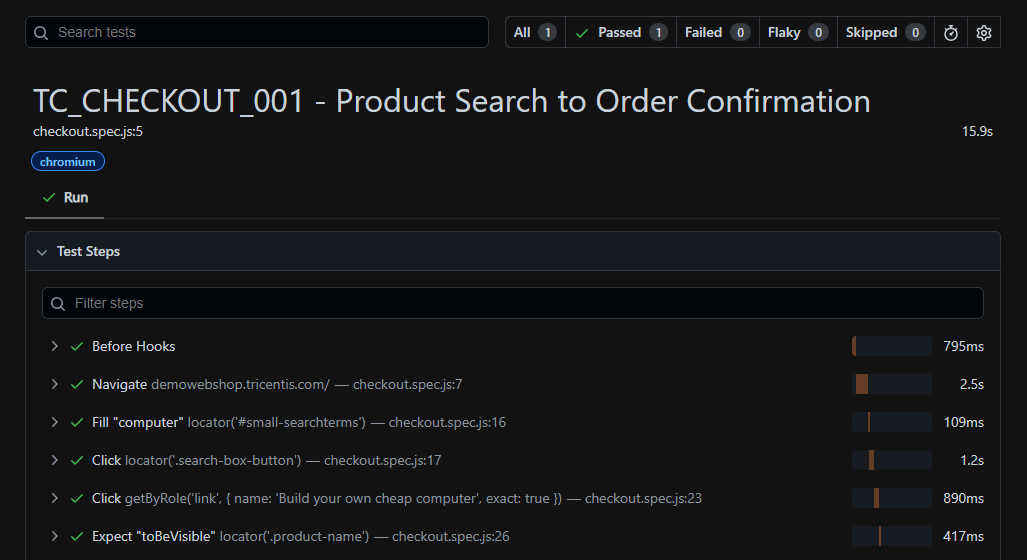 Search tests
All 1 Passed 1 Failed 0 Flaky 0 Skipped 0
TC_CHECKOUT_001 - Product Search to Order Confirmation
checkout.spec.js:5 15.9s
chromium
Run
Test Steps
Filter steps
Before Hooks 795ms
Navigate demowebshop.tricentis.com/ — checkout.spec.js:7 2.5s
Fill "computer" locator('#small-searchterms') — checkout.spec.js:16 109ms
Click locator('.search-box-button') — checkout.spec.js:17 1.2s
Click getByRole('link', { name: 'Build your own cheap computer', exact: true }) — checkout.spec.js:23 890ms
Expect "toBeVisible" locator('.product-name') — checkout.spec.js:26 417ms